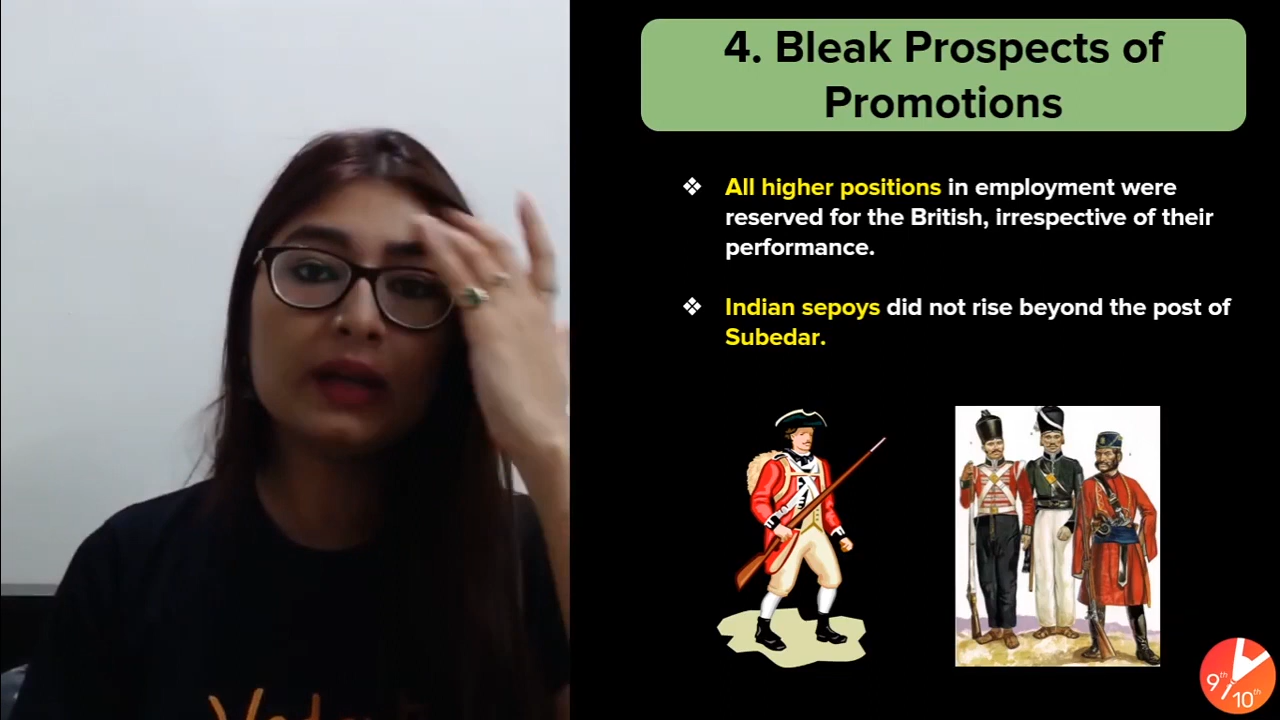 4. Bleak Prospects of
Promotions
❖ All higher positions in employment were
reserved for the British, irrespective of their
performance.
❖ Indian sepoys did not rise beyond the post of
Subedar.
9th
10th